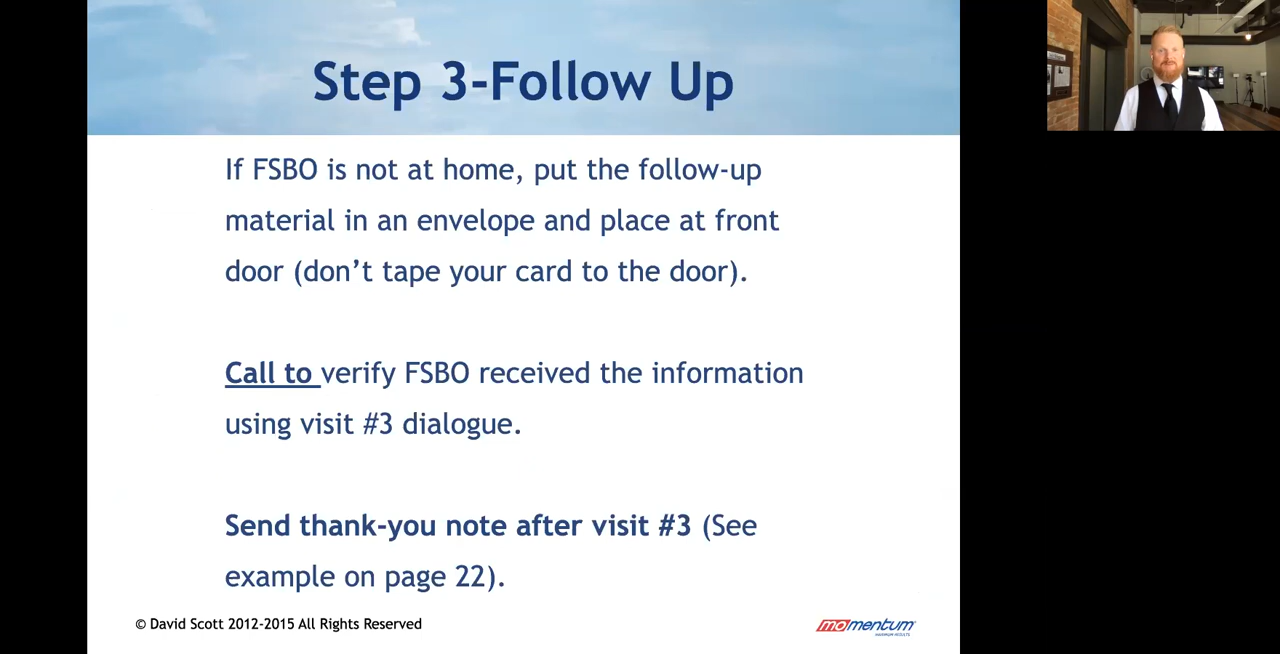 Step 3-Follow Up
If FSBO is not at home, put the follow-up
material in an envelope and place at front
door (don’t tape your card to the door).
Call to verify FSBO received the information
using visit #3 dialogue.
Send thank-you note after visit #3 (See
example on page 22).
© David Scott 2012-2015 All Rights Reserved
momentum
MAXIMUM RESULTS